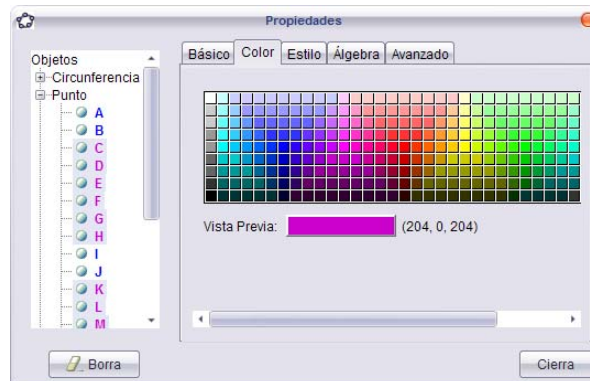 Propiedades
Objetos
Circunferencia
Punto
A
B
C
D
E
F
G
H
I
J
K
L
M
Básico Color Estilo Álgebra Avanzado
Vista Previa: (204, 0, 204)
Borra
Cierra